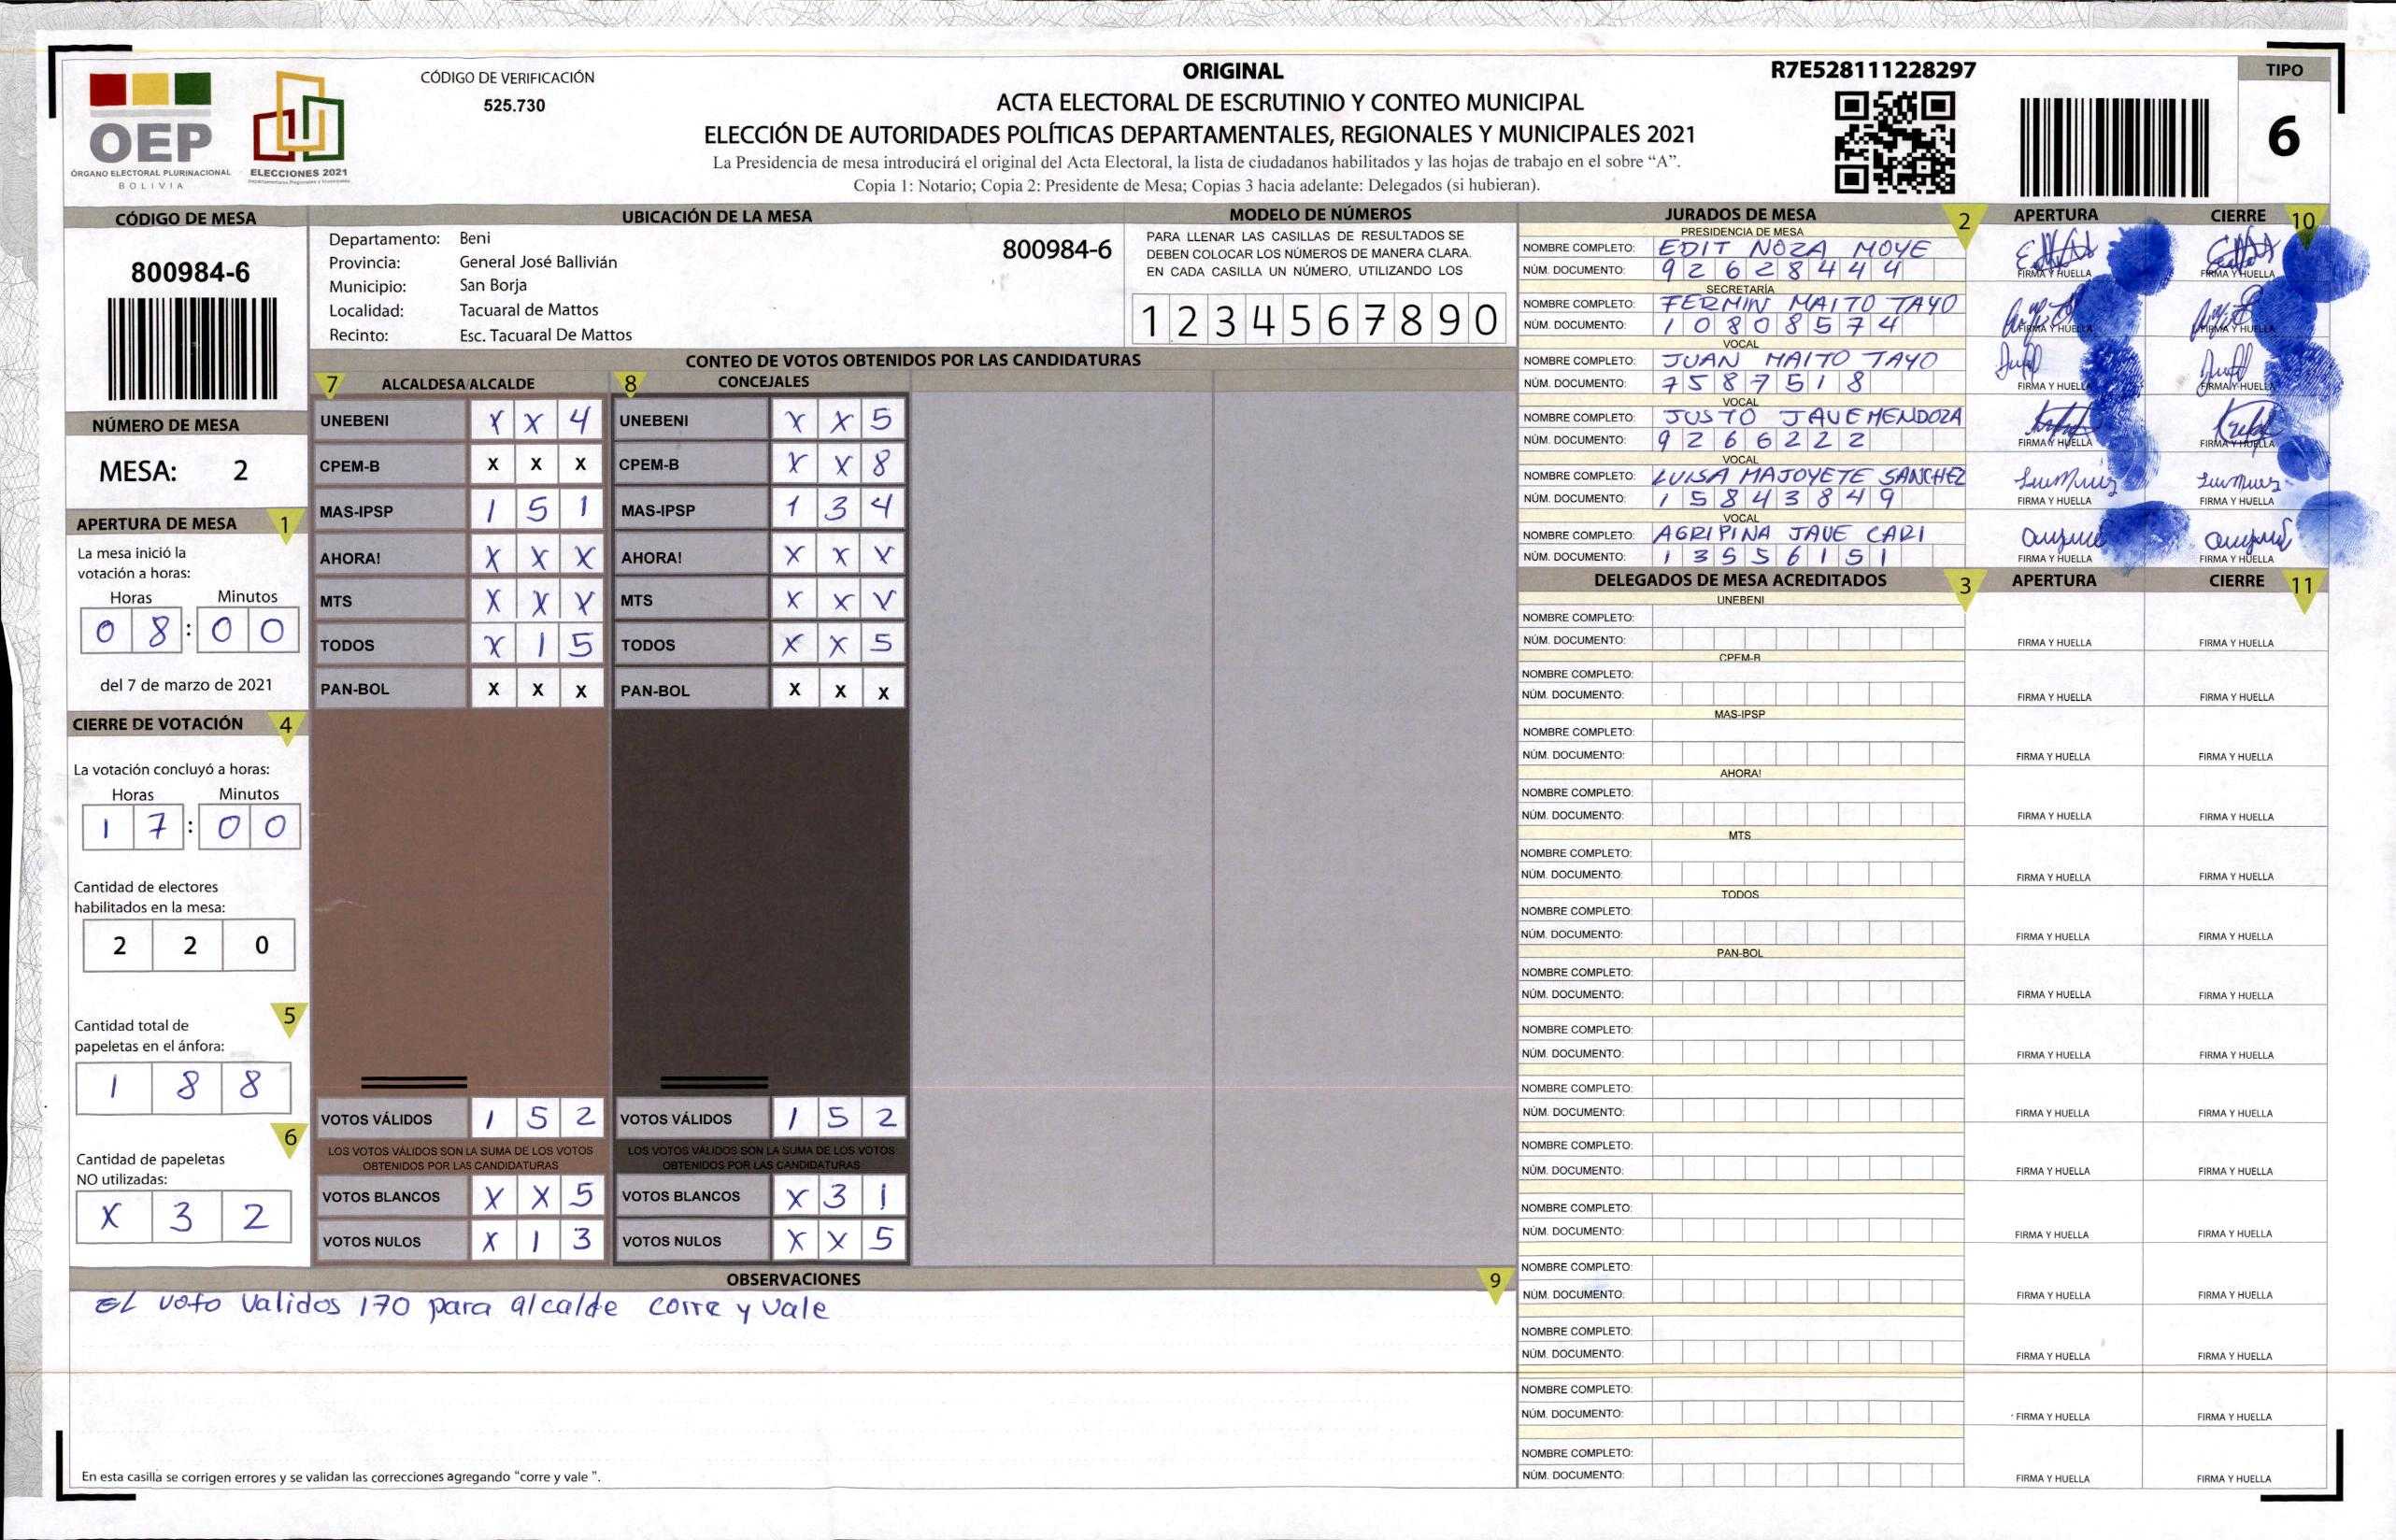 ORIGINAL
ACTA ELECTORAL DE ESCRUTINIO Y CONTEO MUNICIPAL
ELECCIÓN DE AUTORIDADES POLÍTICAS DEPARTAMENTALES, REGIONALES Y MUNICIPALES 2021
La Presidencia de mesa introducirá el original del Acta Electoral, la lista de ciudadanos habilitados y las hojas de trabajo en el sobre “A”.
Copia 1: Notario; Copia 2: Presidente de Mesa; Copias 3 hacia adelante: Delegados (si hubieran).
OEP
ÓRGANO ELECTORAL PLURINACIONAL
BOLIVIA
ELECCIONES 2021
CÓDIGO DE VERIFICACIÓN
525.730
R7E528111228297
TIPO
6
CÓDIGO DE MESA
800984-6
NÚMERO DE MESA
MESA: 2
APERTURA DE MESA 1
La mesa inició la
votación a horas:
Horas Minutos
0 8 : 0 0
del 7 de marzo de 2021
CIERRE DE VOTACIÓN 4
La votación concluyó a horas:
Horas Minutos
1 7 : 0 0
Cantidad de electores
habilitados en la mesa:
2 2 0
5
Cantidad total de
papeletas en el ánfora:
1 8 8
6
Cantidad de papeletas
NO utilizadas:
X 3 2
UBICACIÓN DE LA MESA
Departamento: Beni
Provincia: General José Ballivián
Municipio: San Borja
Localidad: Tacuaral de Mattos
Recinto: Esc. Tacuaral De Mattos
800984-6
MODELO DE NÚMEROS
PARA LLENAR LAS CASILLAS DE RESULTADOS SE
DEBEN COLOCAR LOS NÚMEROS DE MANERA CLARA.
EN CADA CASILLA UN NÚMERO, UTILIZANDO LOS
1 2 3 4 5 6 7 8 9 0
CONTEO DE VOTOS OBTENIDOS POR LAS CANDIDATURAS
7 ALCALDESA/ALCALDE
UNEBENI X X 4
CPEM-B X X X
MAS-IPSP 1 5 1
AHORA! X X X
MTS X X X
TODOS X 1 5
PAN-BOL X X X
VOTOS VÁLIDOS 1 5 2
LOS VOTOS VÁLIDOS SON LA SUMA DE LOS VOTOS
OBTENIDOS POR LAS CANDIDATURAS
VOTOS BLANCOS X X 5
VOTOS NULOS X 1 3
8 CONCEJALES
UNEBENI X X 5
CPEM-B X X 8
MAS-IPSP 1 3 4
AHORA! X X X
MTS X X X
TODOS X X 5
PAN-BOL X X X
VOTOS VÁLIDOS 1 5 2
LOS VOTOS VÁLIDOS SON LA SUMA DE LOS VOTOS
OBTENIDOS POR LAS CANDIDATURAS
VOTOS BLANCOS X 3 1
VOTOS NULOS X X 5
OBSERVACIONES 9
EL voto validos 170 para alcalde corre y vale
En esta casilla se corrigen errores y se validan las correcciones agregando “corre y vale ”.
JURADOS DE MESA 2 APERTURA CIERRE 10
PRESIDENCIA DE MESA
NOMBRE COMPLETO: EDIT NOZA MOYE
NÚM. DOCUMENTO: 9 2 6 2 8 4 4 4 FIRMA Y HUELLA FIRMA Y HUELLA
SECRETARÍA
NOMBRE COMPLETO: FERMIN MAITO TAYO
NÚM. DOCUMENTO: 1 0 8 0 8 5 7 4 FIRMA Y HUELLA FIRMA Y HUELLA
VOCAL
NOMBRE COMPLETO: JUAN MAITO TAYO
NÚM. DOCUMENTO: 7 5 8 7 5 1 8 FIRMA Y HUELLA FIRMA Y HUELLA
VOCAL
NOMBRE COMPLETO: JUSTO JAVE MENDOZA
NÚM. DOCUMENTO: 9 2 6 6 2 2 2 FIRMA Y HUELLA FIRMA Y HUELLA
VOCAL
NOMBRE COMPLETO: LUISA MAJOYETE SANCHEZ
NÚM. DOCUMENTO: 1 5 8 4 3 8 4 9 FIRMA Y HUELLA FIRMA Y HUELLA
VOCAL
NOMBRE COMPLETO: AGRIPINA JAVE CARI
NÚM. DOCUMENTO: 1 3 5 5 6 1 5 1 FIRMA Y HUELLA FIRMA Y HUELLA
DELEGADOS DE MESA ACREDITADOS 3 APERTURA CIERRE 11
UNEBENI
NOMBRE COMPLETO:
NÚM. DOCUMENTO: FIRMA Y HUELLA FIRMA Y HUELLA
CPEM-B
NOMBRE COMPLETO:
NÚM. DOCUMENTO: FIRMA Y HUELLA FIRMA Y HUELLA
MAS-IPSP
NOMBRE COMPLETO:
NÚM. DOCUMENTO: FIRMA Y HUELLA FIRMA Y HUELLA
AHORA!
NOMBRE COMPLETO:
NÚM. DOCUMENTO: FIRMA Y HUELLA FIRMA Y HUELLA
MTS
NOMBRE COMPLETO:
NÚM. DOCUMENTO: FIRMA Y HUELLA FIRMA Y HUELLA
TODOS
NOMBRE COMPLETO:
NÚM. DOCUMENTO: FIRMA Y HUELLA FIRMA Y HUELLA
PAN-BOL
NOMBRE COMPLETO:
NÚM. DOCUMENTO: FIRMA Y HUELLA FIRMA Y HUELLA
NOMBRE COMPLETO:
NÚM. DOCUMENTO: FIRMA Y HUELLA FIRMA Y HUELLA
NOMBRE COMPLETO:
NÚM. DOCUMENTO: FIRMA Y HUELLA FIRMA Y HUELLA
NOMBRE COMPLETO:
NÚM. DOCUMENTO: FIRMA Y HUELLA FIRMA Y HUELLA
NOMBRE COMPLETO:
NÚM. DOCUMENTO: FIRMA Y HUELLA FIRMA Y HUELLA
NOMBRE COMPLETO:
NÚM. DOCUMENTO: FIRMA Y HUELLA FIRMA Y HUELLA
NOMBRE COMPLETO:
NÚM. DOCUMENTO: FIRMA Y HUELLA FIRMA Y HUELLA
NOMBRE COMPLETO:
NÚM. DOCUMENTO: FIRMA Y HUELLA FIRMA Y HUELLA
NOMBRE COMPLETO:
NÚM. DOCUMENTO: FIRMA Y HUELLA FIRMA Y HUELLA